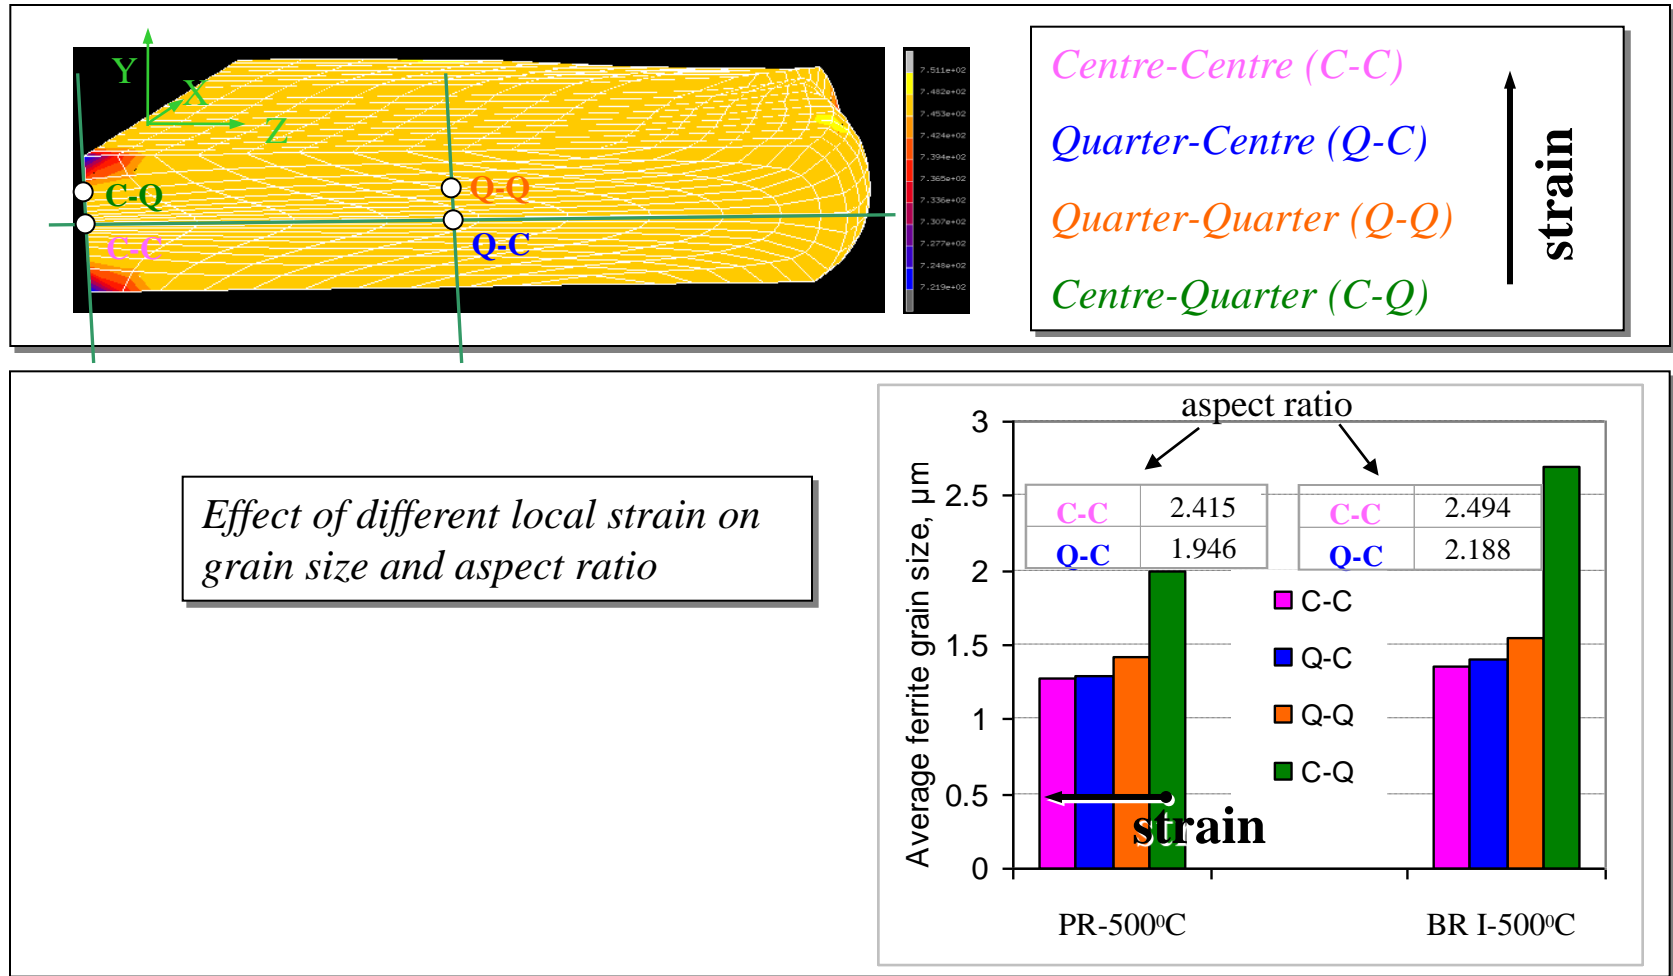 Y
X
Z
C-Q
C-C
Q-Q
Q-C
7.511e+02
7.482e+02
7.453e+02
7.424e+02
7.394e+02
7.365e+02
7.336e+02
7.307e+02
7.277e+02
7.248e+02
7.219e+02
Centre-Centre (C-C)
Quarter-Centre (Q-C)
Quarter-Quarter (Q-Q)
Centre-Quarter (C-Q)
strain
Effect of different local strain on
grain size and aspect ratio
aspect ratio
Average ferrite grain size, µm
3
2.5
2
1.5
1
0.5
0
C-C 2.415
Q-C 1.946
C-C 2.494
Q-C 2.188
C-C
Q-C
Q-Q
C-Q
strain
PR-500⁰C
BR I-500⁰C